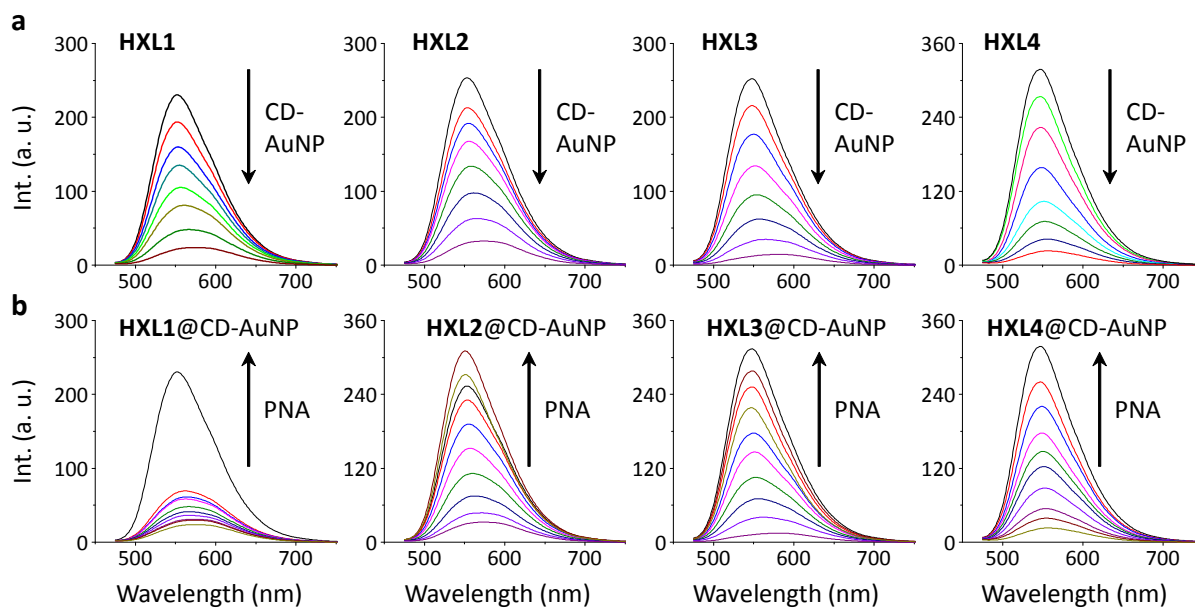 a
HXL1
HXL2
HXL3
HXL4
300
200
100
0
300
200
100
0
300
200
100
0
360
240
120
0
CD-
AuNP
CD-
AuNP
CD-
AuNP
CD-
AuNP
Int. (a. u.)
500 600 700
500 600 700
500 600 700
500 600 700
b
HXL1@CD-AuNP
HXL2@CD-AuNP
HXL3@CD-AuNP
HXL4@CD-AuNP
300
200
100
0
360
240
120
0
360
240
120
0
360
240
120
0
PNA
PNA
PNA
PNA
Int. (a. u.)
500 600 700
500 600 700
500 600 700
500 600 700
Wavelength (nm)
Wavelength (nm)
Wavelength (nm)
Wavelength (nm)